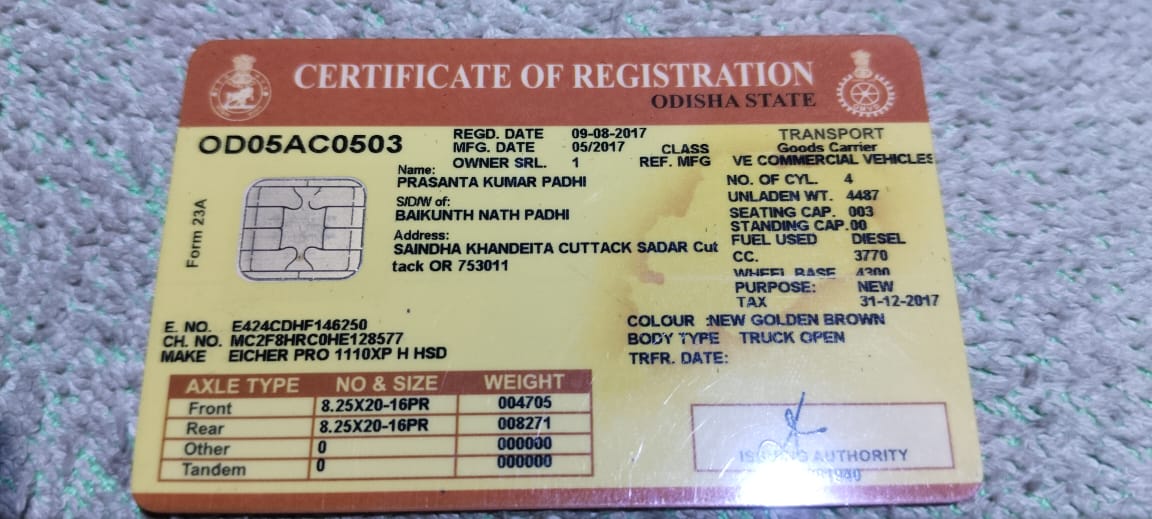 CERTIFICATE OF REGISTRATION
ODISHA STATE
OD05AC0503
REGD. DATE 09-08-2017
MFG. DATE 05/2017
OWNER SRL. 1
TRANSPORT
CLASS Goods Carrier
REF. MFG VE COMMERCIAL VEHICLES
Form 23A
Name:
PRASANTA KUMAR PADHI
S/D/W of:
BAIKUNTH NATH PADHI
Address:
SAINDHA KHANDEITA CUTTACK SADAR Cut
tack OR 753011
NO. OF CYL. 4
UNLADEN WT. 4487
SEATING CAP. 003
STANDING CAP.00
FUEL USED DIESEL
CC. 3770
WHEEL BASE 4300
PURPOSE: NEW
TAX 31-12-2017
E. NO. E424CDHF146250
CH. NO. MC2F8HRC0HE128577
MAKE EICHER PRO 1110XP H HSD
COLOUR :NEW GOLDEN BROWN
BODY TYPE TRUCK OPEN
TRFR. DATE:
AXLE TYPE NO & SIZE WEIGHT
Front 8.25X20-16PR 004705
Rear 8.25X20-16PR 008271
Other 0 000000
Tandem 0 000000
ISSUING AUTHORITY